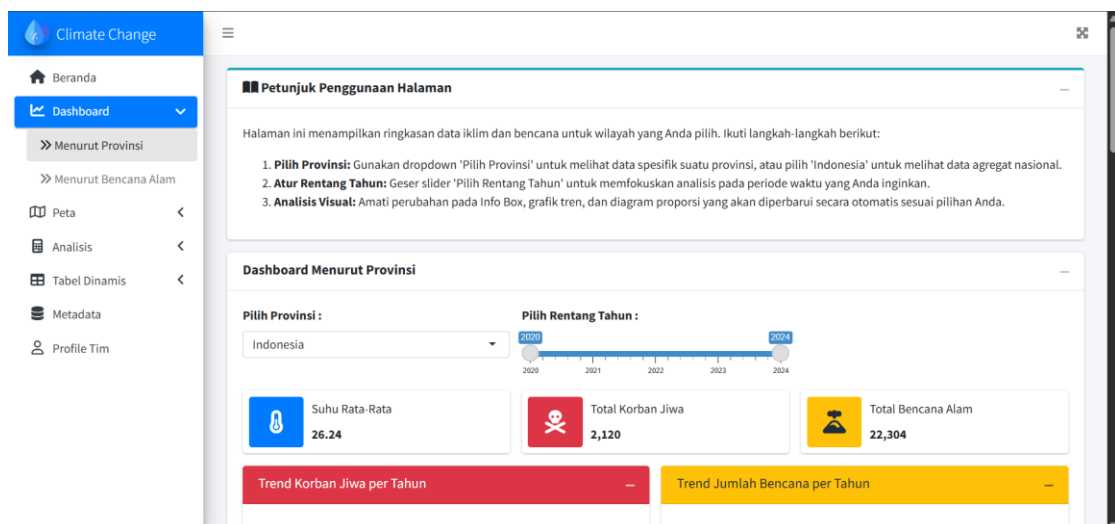 Climate Change
Beranda
Dashboard
Menurut Provinsi
Menurut Bencana Alam
Peta
Analisis
Tabel Dinamis
Metadata
Profile Tim
Petunjuk Penggunaan Halaman
Halaman ini menampilkan ringkasan data iklim dan bencana untuk wilayah yang Anda pilih. Ikuti langkah-langkah berikut:
1. Pilih Provinsi: Gunakan dropdown 'Pilih Provinsi' untuk melihat data spesifik suatu provinsi, atau pilih 'Indonesia' untuk melihat data agregat nasional.
2. Atur Rentang Tahun: Geser slider 'Pilih Rentang Tahun' untuk memfokuskan analisis pada periode waktu yang Anda inginkan.
3. Analisis Visual: Amati perubahan pada Info Box, grafik tren, dan diagram proporsi yang akan diperbarui secara otomatis sesuai pilihan Anda.
Dashboard Menurut Provinsi
Pilih Provinsi :
Indonesia
Pilih Rentang Tahun :
2020 2024
2020 2021 2022 2023 2024
Suhu Rata-Rata
26.24
Total Korban Jiwa
2,120
Total Bencana Alam
22,304
Trend Korban Jiwa per Tahun
Trend Jumlah Bencana per Tahun